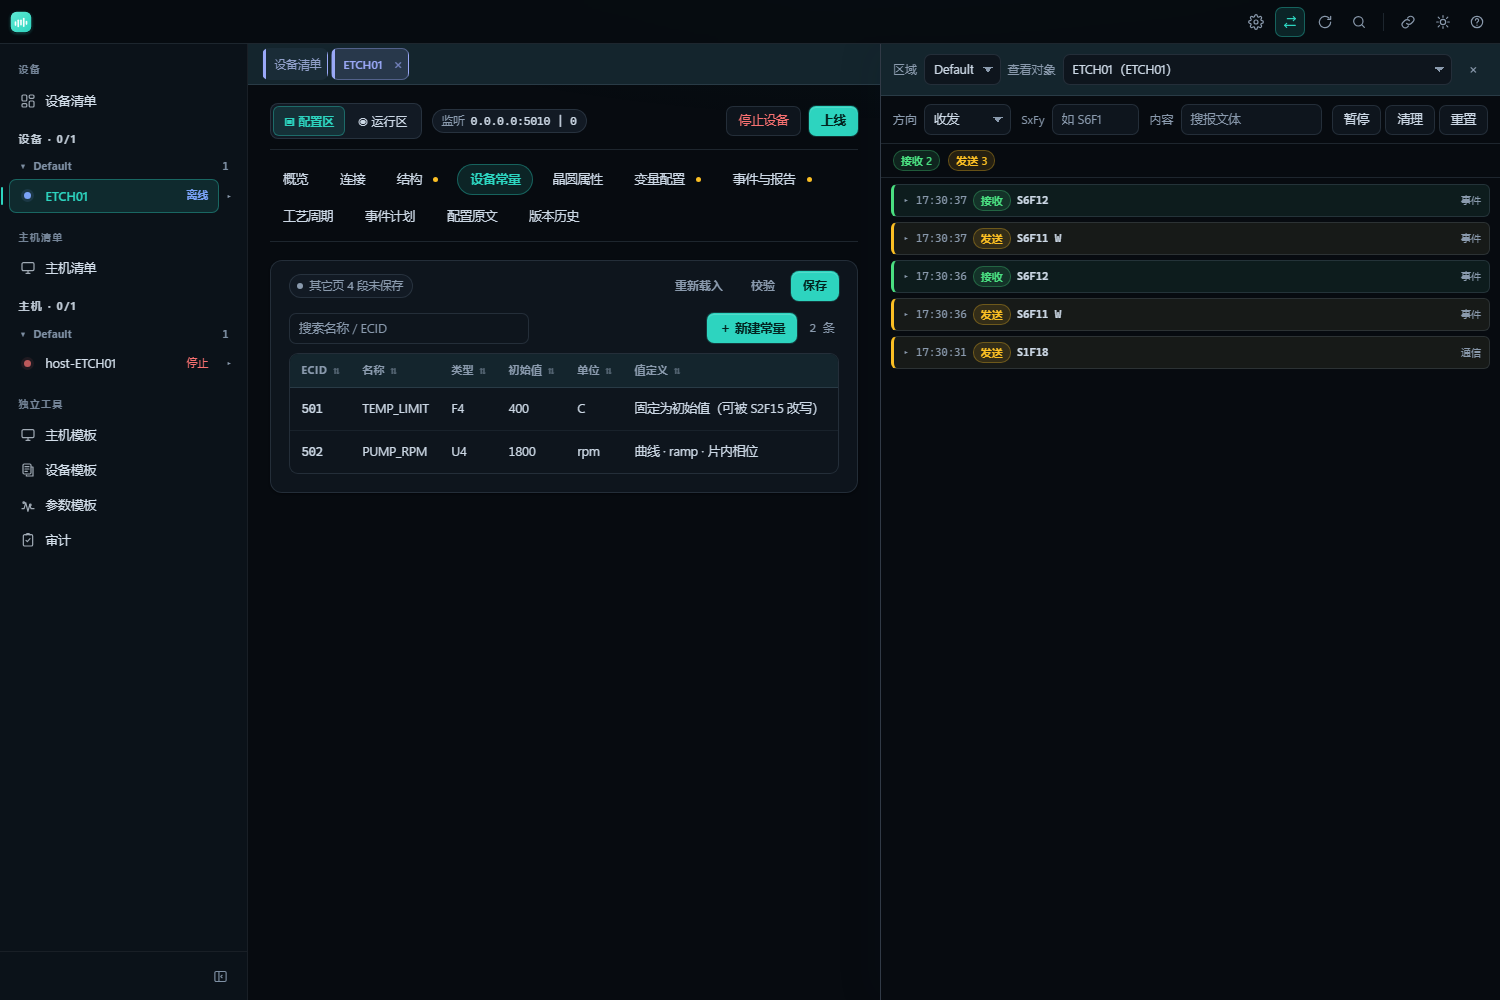 设备
设备清单
设备 · 0/1
Default 1
ETCH01 离线
主机清单
主机清单
主机 · 0/1
Default 1
host-ETCH01 停止
独立工具
主机模板
设备模板
参数模板
审计
设备清单 ETCH01 ×
配置区 运行区 监听 0.0.0.0:5010 | 0 停止设备 上线
概览 连接 结构 设备常量 晶圆属性 变量配置 事件与报告
工艺周期 事件计划 配置原文 版本历史
其它页 4 段未保存 重新载入 校验 保存
搜索名称 / ECID + 新建常量 2 条
ECID 名称 类型 初始值 单位 值定义
501 TEMP_LIMIT F4 400 C 固定为初始值（可被 S2F15 改写）
502 PUMP_RPM U4 1800 rpm 曲线 · ramp · 片内相位
区域 Default 查看对象 ETCH01（ETCH01） ×
方向 收发 SxFy 如 S6F1 内容 搜报文体 暂停 清理 重置
接收 2 发送 3
17:30:37 接收 S6F12 事件
17:30:37 发送 S6F11 W 事件
17:30:36 接收 S6F12 事件
17:30:36 发送 S6F11 W 事件
17:30:31 发送 S1F18 通信